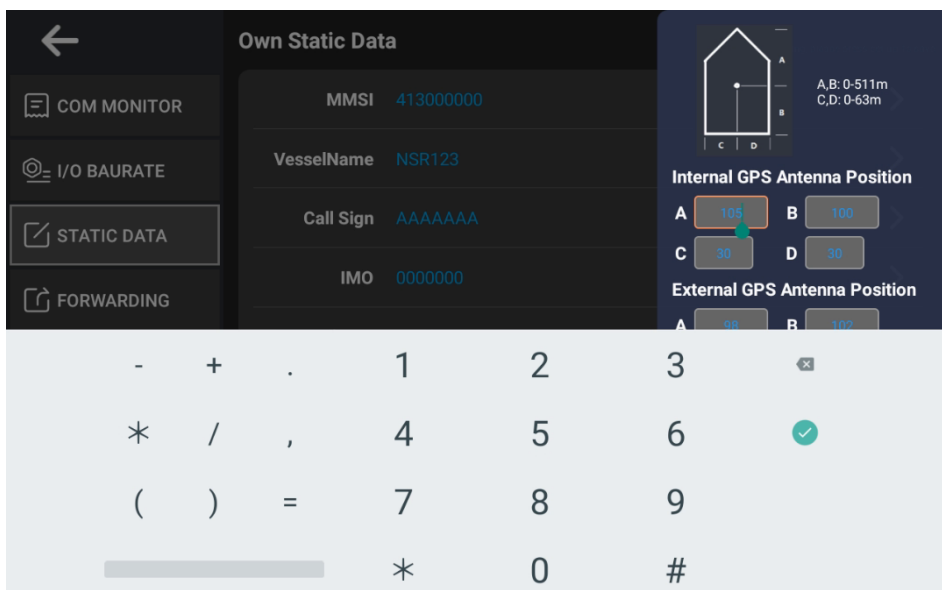 Own Static Data
COM MONITOR
I/O BAURATE
STATIC DATA
FORWARDING
MMSI 413000000
VesselName NSR123
Call Sign AAAAAAA
IMO 0000000
A
B
C D
A,B: 0-511m
C,D: 0-63m
Internal GPS Antenna Position
A 105 B 100
C 30 D 30
External GPS Antenna Position
A 98 B 102
- + . 1 2 3
* / , 4 5 6
( ) = 7 8 9
* 0 #